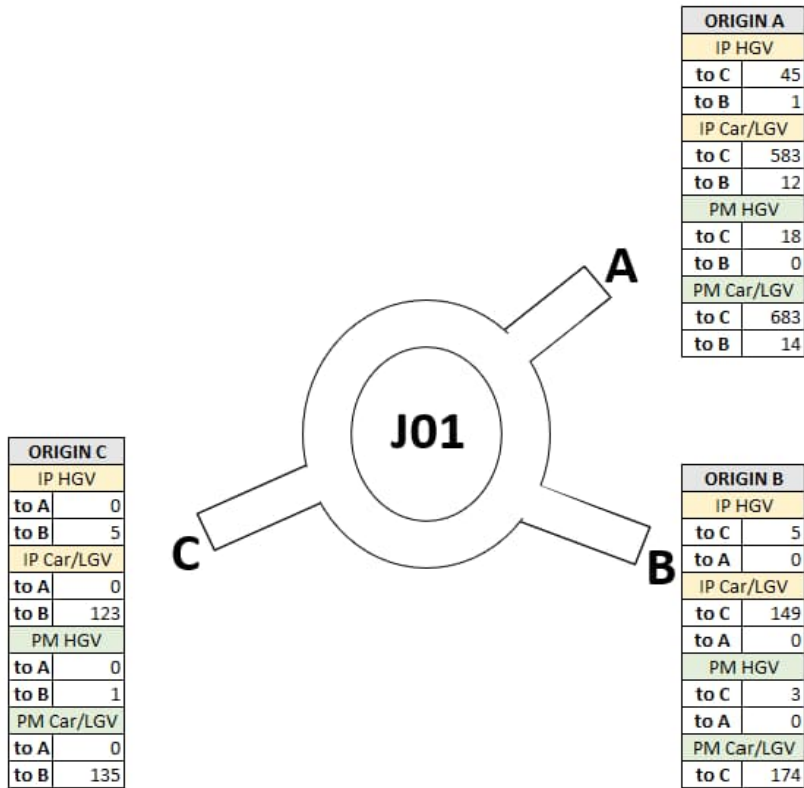 ORIGIN A
IP HGV
to C 45
to B 1
IP Car/LGV
to C 583
to B 12
PM HGV
to C 18
to B 0
PM Car/LGV
to C 683
to B 14
A
J01
C
B
ORIGIN C
IP HGV
to A 0
to B 5
IP Car/LGV
to A 0
to B 123
PM HGV
to A 0
to B 1
PM Car/LGV
to A 0
to B 135
ORIGIN B
IP HGV
to C 5
to A 0
IP Car/LGV
to C 149
to A 0
PM HGV
to C 3
to A 0
PM Car/LGV
to C 174